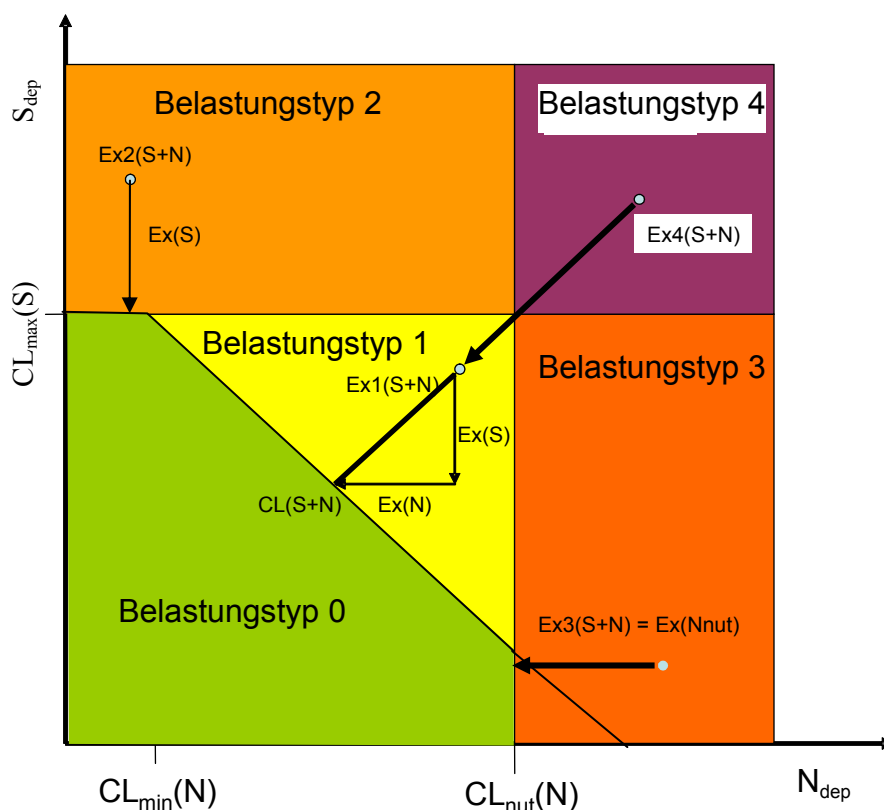 S_dep
Belastungstyp 2
Belastungstyp 4
Ex2(S+N)
Ex(S)
Ex4(S+N)
CL_max(S)
Belastungstyp 1
Belastungstyp 3
Ex1(S+N)
Ex(S)
CL(S+N)
Ex(N)
Belastungstyp 0
Ex3(S+N) = Ex(Nnut)
CL_min(N)
CL_nut(N)
N_dep